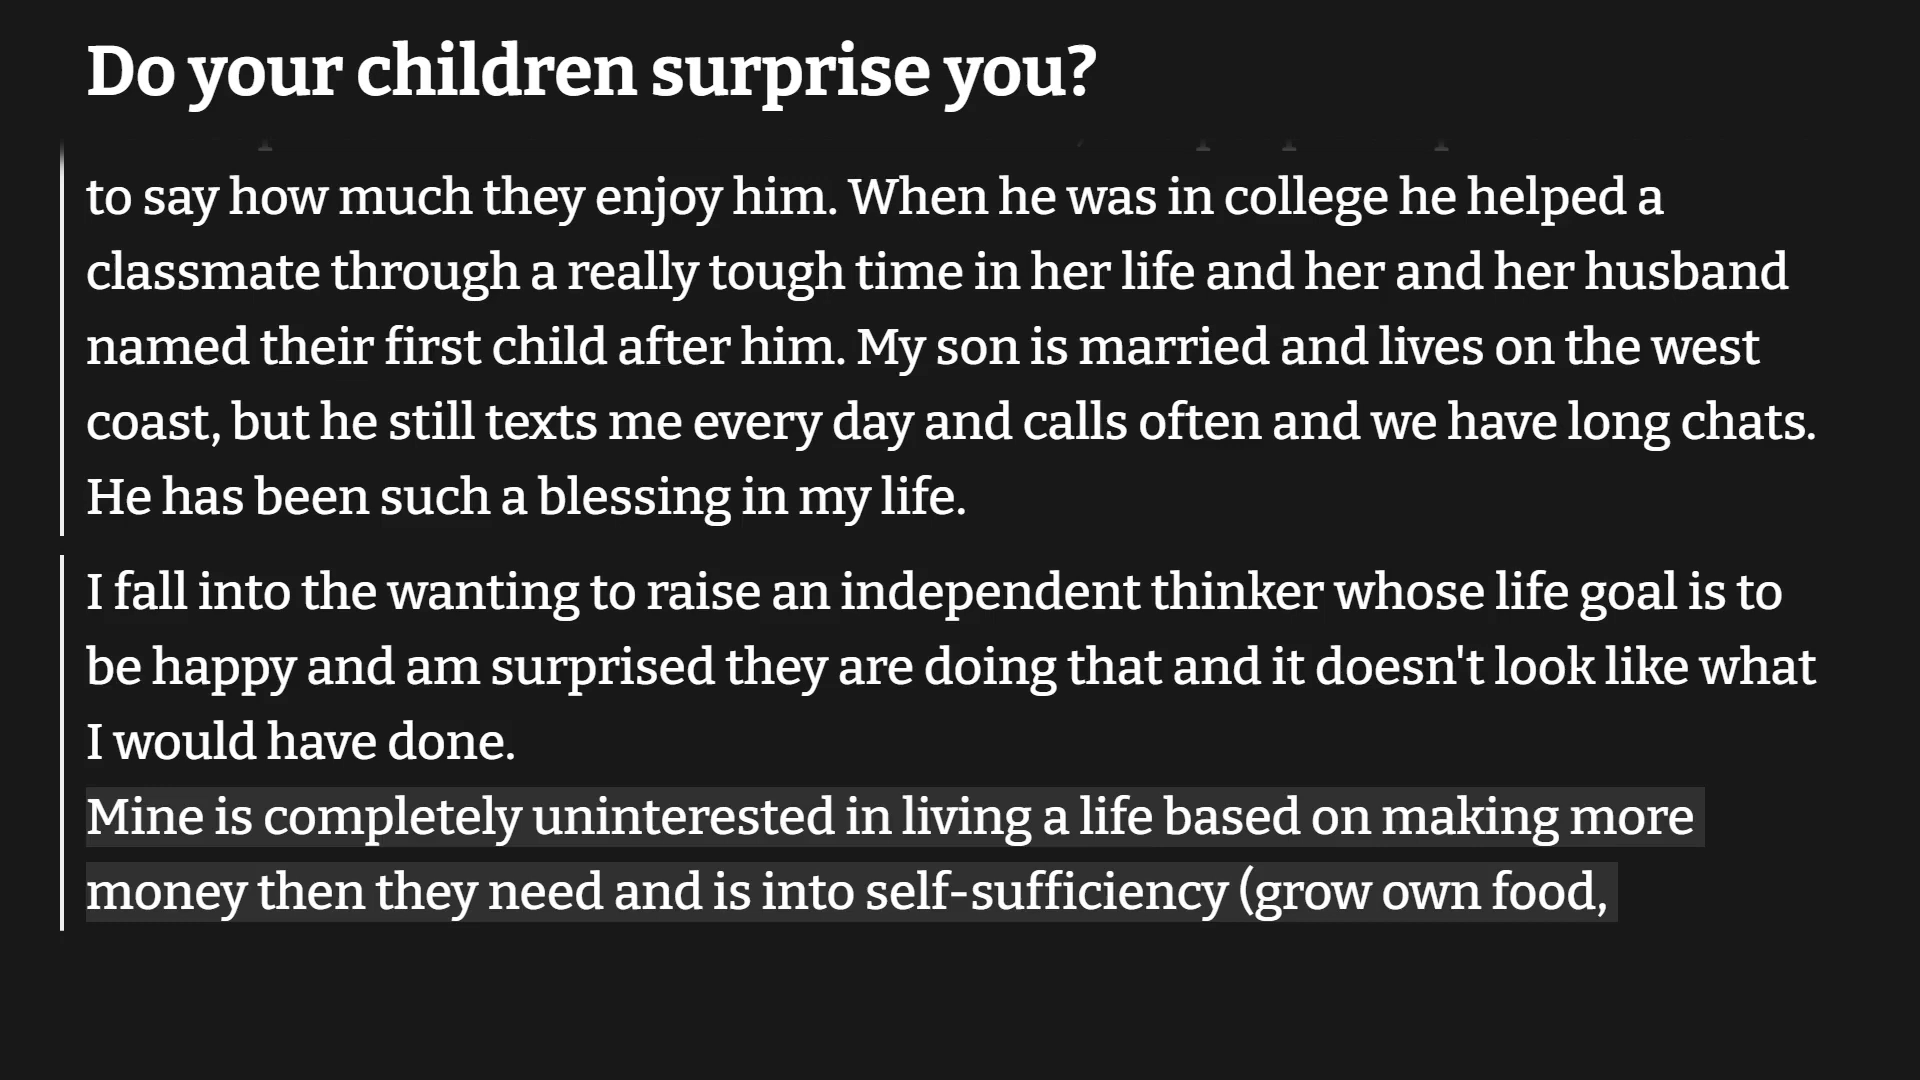 Do your children surprise you?
to say how much they enjoy him. When he was in college he helped a
classmate through a really tough time in her life and her and her husband
named their first child after him. My son is married and lives on the west
coast, but he still texts me every day and calls often and we have long chats.
He has been such a blessing in my life.
I fall into the wanting to raise an independent thinker whose life goal is to
be happy and am surprised they are doing that and it doesn't look like what
I would have done.
Mine is completely uninterested in living a life based on making more
money then they need and is into self-sufficiency (grow own food,